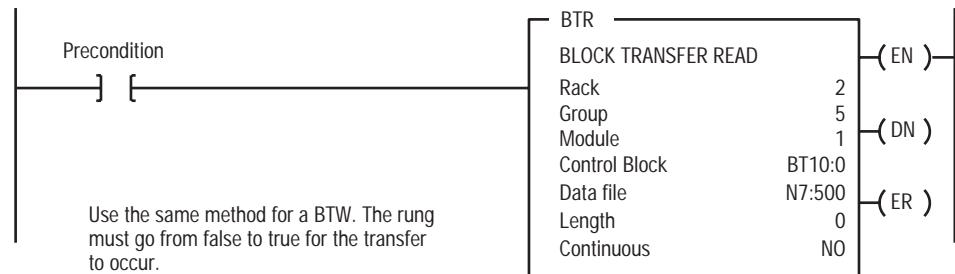 BTR
Precondition
BLOCK TRANSFER READ
EN
Rack 2
Group 5
Module 1
DN
Control Block BT10:0
Data file N7:500
ER
Length 0
Continuous NO
Use the same method for a BTW. The rung
must go from false to true for the transfer
to occur.